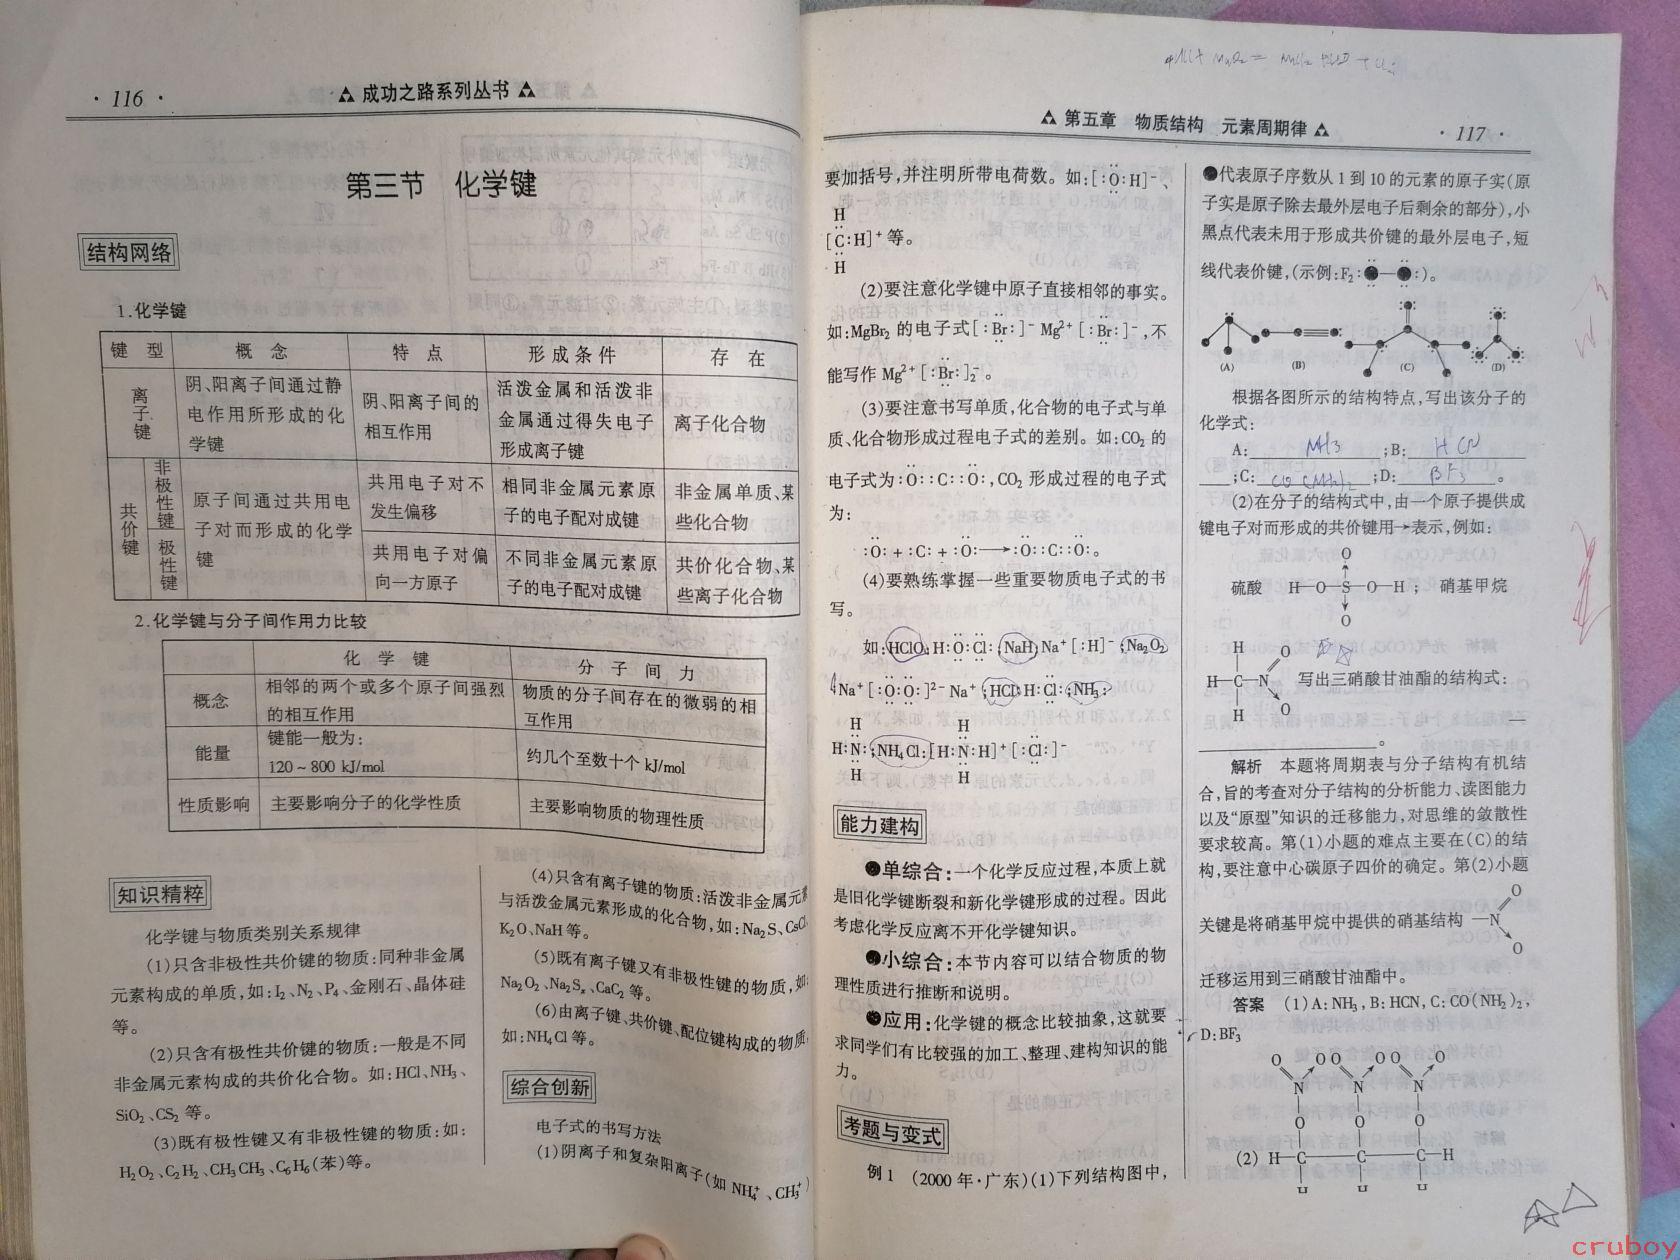 · 116 ·
成功之路系列丛书
第三节 化学键
结构网络
1.化学键
键 型 概 念 特 点 形 成 条 件 存 在
离子键 阴、阳离子间通过静电作用所形成的化学键 阴、阳离子间的相互作用 活泼金属和活泼非金属通过得失电子形成离子键 离子化合物
共价键 非极性键 原子间通过共用电子对而形成的化学键 共用电子对不发生偏移 相同非金属元素原子的电子配对成键 非金属单质、某些化合物
极性键 共用电子对偏向一方原子 不同非金属元素原子的电子配对成键 共价化合物、某些离子化合物
2.化学键与分子间作用力比较
化 学 键 分 子 间 力
概念 相邻的两个或多个原子间强烈的相互作用 物质的分子间存在的微弱的相互作用
能量 键能一般为: 120~800 kJ/mol 约几个至数十个 kJ/mol
性质影响 主要影响分子的化学性质 主要影响物质的物理性质
知识精粹
化学键与物质类别关系规律
(1)只含非极性共价键的物质:同种非金属
元素构成的单质,如:I₂、N₂、P₄、金刚石、晶体硅
等。
(2)只含有极性共价键的物质:一般是不同
非金属元素构成的共价化合物。如:HCl、NH₃、
SiO₂、CS₂ 等。
(3)既有极性键又有非极性键的物质:如:
H₂O₂、C₂H₂、CH₃CH₃、C₆H₆(苯)等。
(4)只含有离子键的物质:活泼非金属元素
与活泼金属元素形成的化合物,如:Na₂S、CsCl、
K₂O、NaH 等。
(5)既有离子键又有非极性键的物质,如:
Na₂O₂、Na₂Sₓ、CaC₂ 等。
(6)由离子键、共价键、配位键构成的物质,
如:NH₄Cl 等。
综合创新
电子式的书写方法
(1)阴离子和复杂阳离子(如 NH₄⁺、CH₃⁺)
第五章 物质结构 元素周期律
· 117 ·
要加括号,并注明所带电荷数。如:[:O:H]⁻、
H
[C:H]⁺等。
H
(2)要注意化学键中原子直接相邻的事实。
如:MgBr₂ 的电子式[:Br:]⁻ Mg²⁺[:Br:]⁻,不
能写作 Mg²⁺[:Br:]₂⁻。
(3)要注意书写单质,化合物的电子式与单
质、化合物形成过程电子式的差别。如:CO₂ 的
电子式为:O::C::O:,CO₂ 形成过程的电子式
为:
:O: + :C: + :O: ⟶ :O::C::O:。
(4)要熟练掌握一些重要物质电子式的书
写。
如:HClO:H:O:Cl:;NaH:Na⁺[:H]⁻;Na₂O₂
:Na⁺[:O:O:]²⁻ Na⁺;HCl:H:Cl:;NH₃:
H H
H:N:;NH₄Cl:[H:N:H]⁺[:Cl:]⁻
H H
能力建构
●单综合:一个化学反应过程,本质上就
是旧化学键断裂和新化学键形成的过程。因此
考虑化学反应离不开化学键知识。
●小综合:本节内容可以结合物质的物
理性质进行推断和说明。
●应用:化学键的概念比较抽象,这就要
求同学们有比较强的加工、整理、建构知识的能
力。
考题与变式
例 1 (2000 年·广东)(1)下列结构图中,
●代表原子序数从 1 到 10 的元素的原子实(原
子实是原子除去最外层电子后剩余的部分),小
黑点代表未用于形成共价键的最外层电子,短
线代表价键,(示例:F₂:●—●:)。
(A) (B) (C) (D)
根据各图所示的结构特点,写出该分子的
化学式:
A: NH3 ;B: HCN
;C: CO(NH2)2 ;D: BF3 。
(2)在分子的结构式中,由一个原子提供成
键电子对而形成的共价键用→表示,例如:
O
硫酸 H—O—S—O—H ; 硝基甲烷
O
H O
H—C—N 写出三硝酸甘油酯的结构式:
H O
。
解析 本题将周期表与分子结构有机结
合,旨的考查对分子结构的分析能力、读图能力
以及“原型”知识的迁移能力,对思维的敛散性
要求较高。第(1)小题的难点主要在(C)的结
构,要注意中心碳原子四价的确定。第(2)小题
O
关键是将硝基甲烷中提供的硝基结构 —N
O
迁移运用到三硝酸甘油酯中。
答案 (1)A:NH₃,B:HCN,C:CO(NH₂)₂,
D:BF₃
O O O O O O
N N N
O O O
(2) H—C—C—C—H
H H H
cruboy